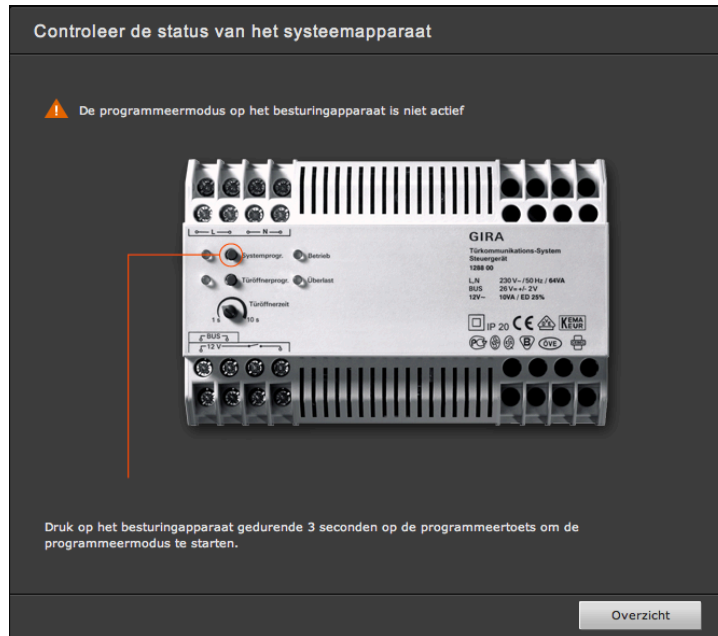 Controleer de status van het systeemapparaat
De programmeermodus op het besturingapparaat is niet actief
L N
Systemprogr. Betrieb
Türöffnerprogr. Überlast
Türöffnerzeit
1 s 10 s
BUS
12 V
GIRA
Türkommunikations-System
Steuergerät
1288 00
L,N 230 V~ /50 Hz / 64VA
BUS 26 V= +/- 2V
12V~ 10VA / ED 25%
IP 20 CE KEMA
KEUR
B ÖVE
Druk op het besturingapparaat gedurende 3 seconden op de programmeertoets om de
programmeermodus te starten.
Overzicht